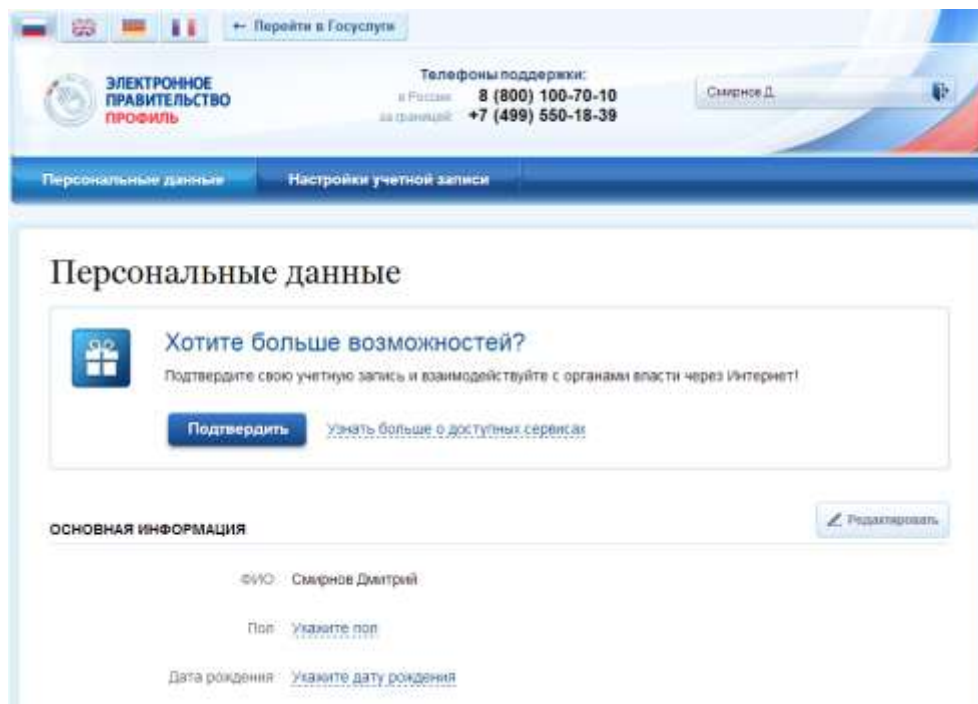 ← Перейти в Госуслуги
ЭЛЕКТРОННОЕ
ПРАВИТЕЛЬСТВО
ПРОФИЛЬ
Телефоны поддержки:
в России: 8 (800) 100-70-10
за границей: +7 (499) 550-18-39
Смирнов Д.
Персональные данные Настройки учетной записи
Персональные данные
Хотите больше возможностей?
Подтвердите свою учетную запись и взаимодействуйте с органами власти через Интернет!
Подтвердить Узнать больше о доступных сервисах
ОСНОВНАЯ ИНФОРМАЦИЯ Редактировать
ФИО Смирнов Дмитрий
Пол Укажите пол
Дата рождения Укажите дату рождения